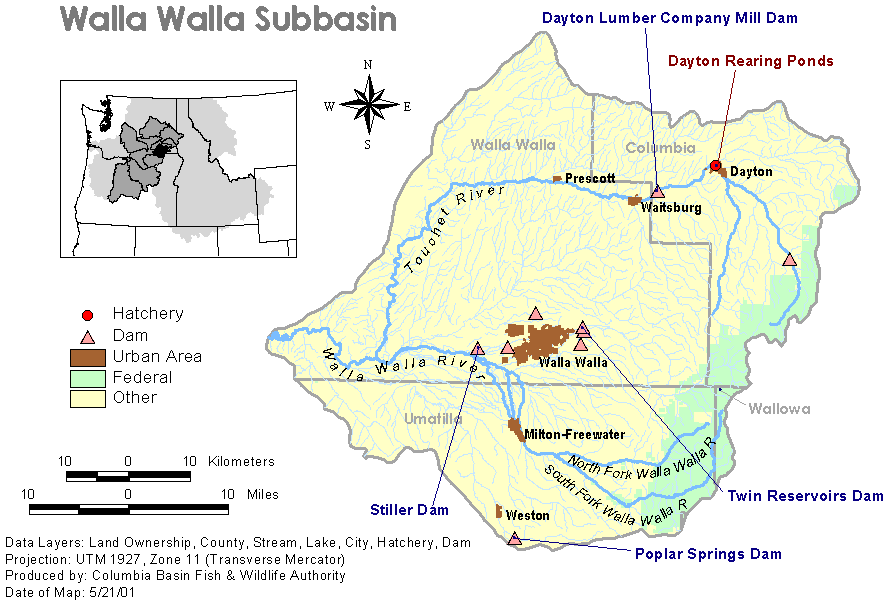 Walla Walla Subbasin
Dayton Lumber Company Mill Dam
Dayton Rearing Ponds
N
W
E
S
Walla Walla
Columbia
Prescott
Dayton
Waitsburg
Touchet River
Hatchery
Dam
Urban Area
Federal
Other
Walla Walla River
Walla Walla
Umatilla
Wallowa
Milton-Freewater
North Fork Walla Walla R
South Fork Walla Walla R
10 0 10 Kilometers
10 0 10 Miles
Stiller Dam
Weston
Twin Reservoirs Dam
Poplar Springs Dam
Data Layers: Land Ownership, County, Stream, Lake, City, Hatchery, Dam
Projection: UTM 1927, Zone 11 (Transverse Mercator)
Produced by: Columbia Basin Fish & Wildlife Authority
Date of Map: 5/21/01